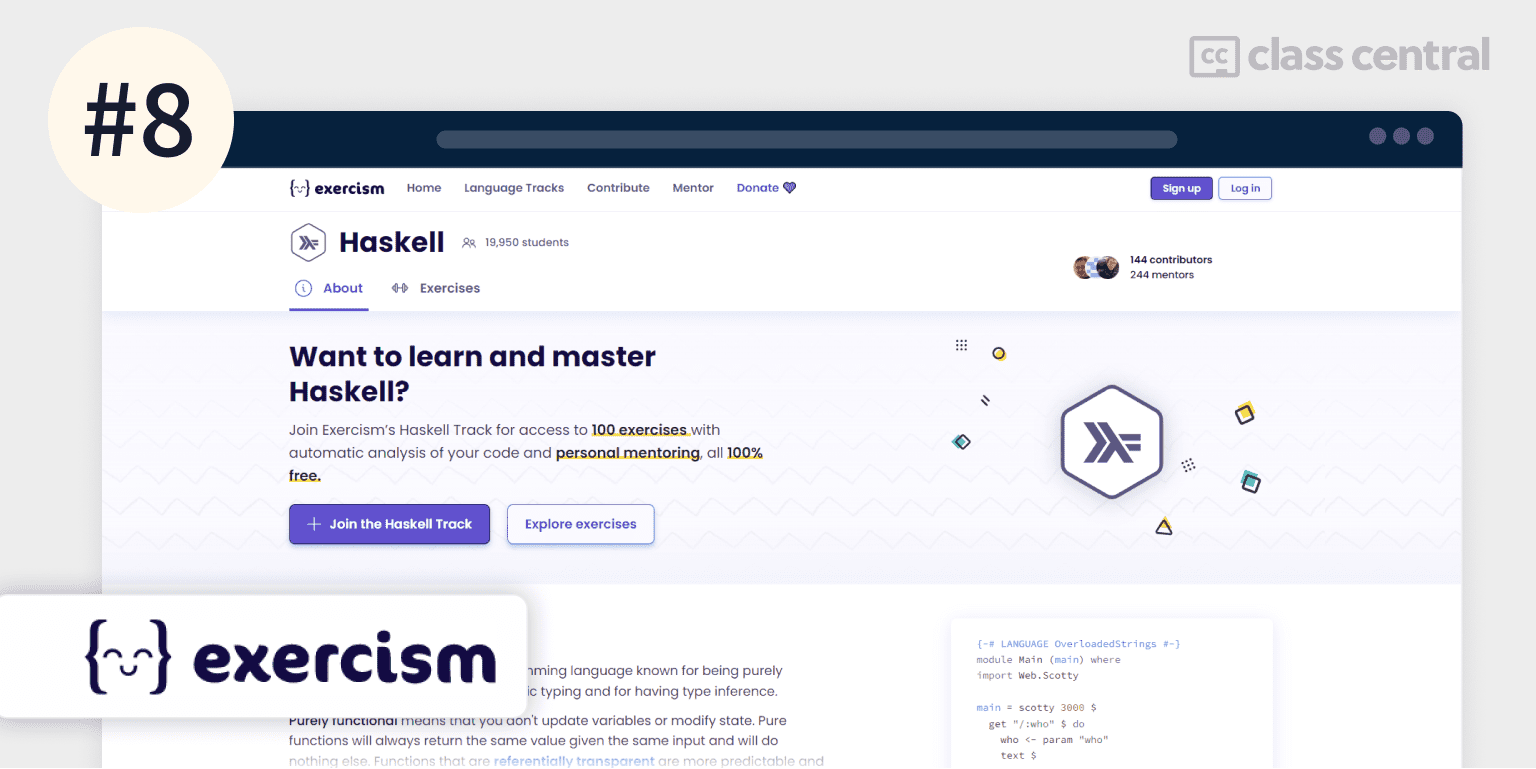 #8
class central
exercism
Home
Language Tracks
Contribute
Mentor
Donate
Sign up
Log in
Haskell
19,950 students
About
Exercises
144 contributors
244 mentors
Want to learn and master
Haskell?
Join Exercism's Haskell Track for access to 100 exercises with
automatic analysis of your code and personal mentoring, all 100%
free.
+ Join the Haskell Track
Explore exercises
exercism
language known for being purely
typing and for having type inference.
Purely functional means that you don't update variables or modify state. Pure
functions will always return the same value given the same input and will do
nothing else. Functions that are referentially transparent are more predictable and
{-# LANGUAGE OverloadedStrings #-}
module Main (main) where
import Web.Scotty
main = scotty 3000 $
get "/:who" $ do
who <- param "who"
text $